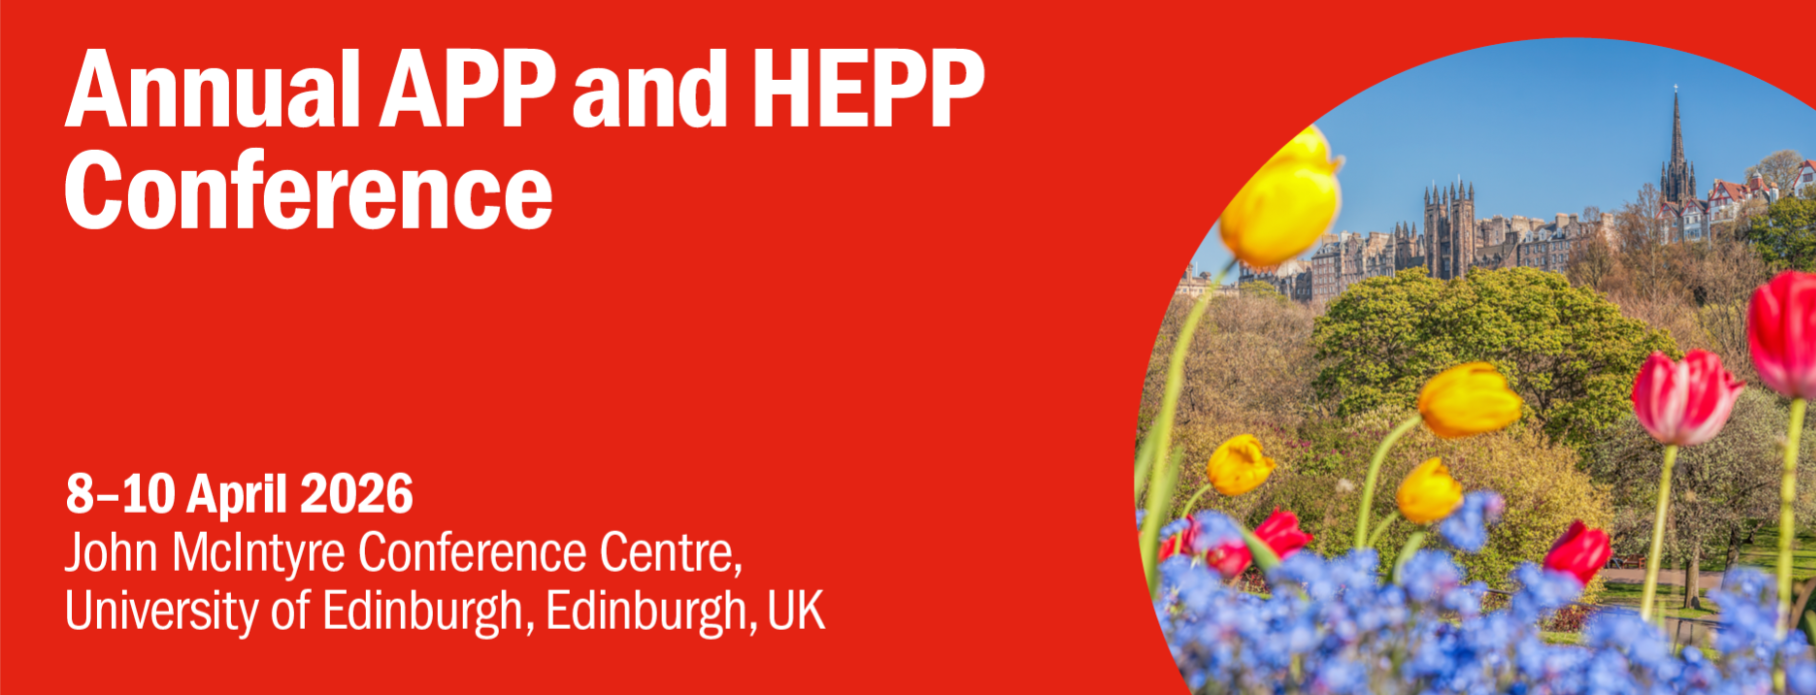 Annual APP and HEPP
Conference
8–10 April 2026
John McIntyre Conference Centre,
University of Edinburgh, Edinburgh, UK